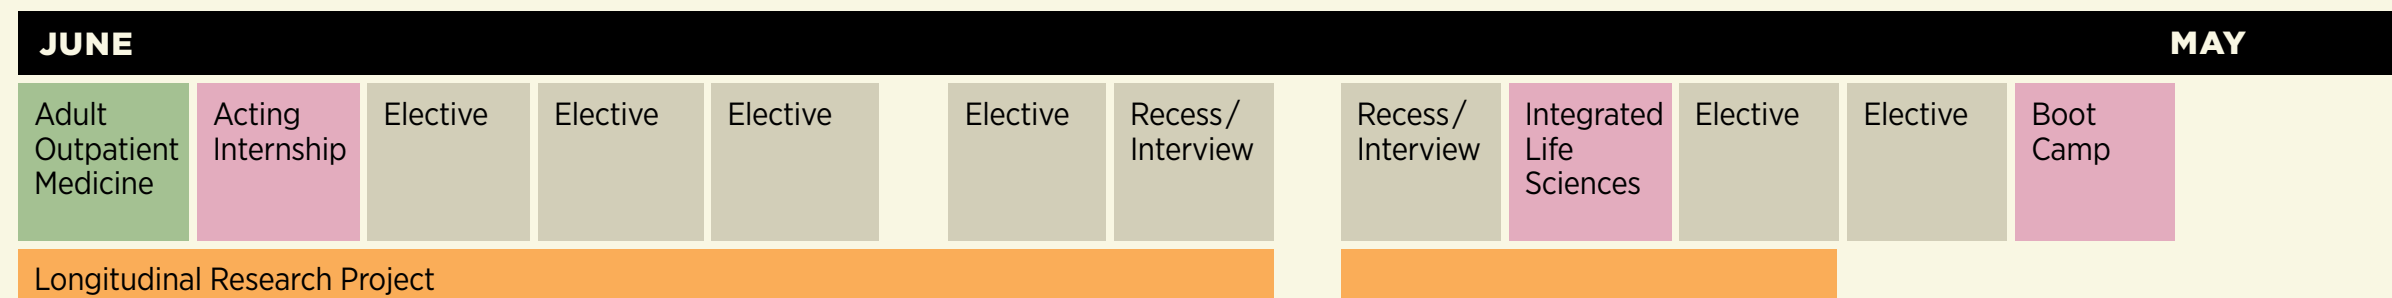 JUNE
MAY
Adult
Outpatient
Medicine
Acting
Internship
Elective
Elective
Elective
Elective
Recess/
Interview
Recess/
Interview
Integrated
Life
Sciences
Elective
Elective
Boot
Camp
Longitudinal Research Project